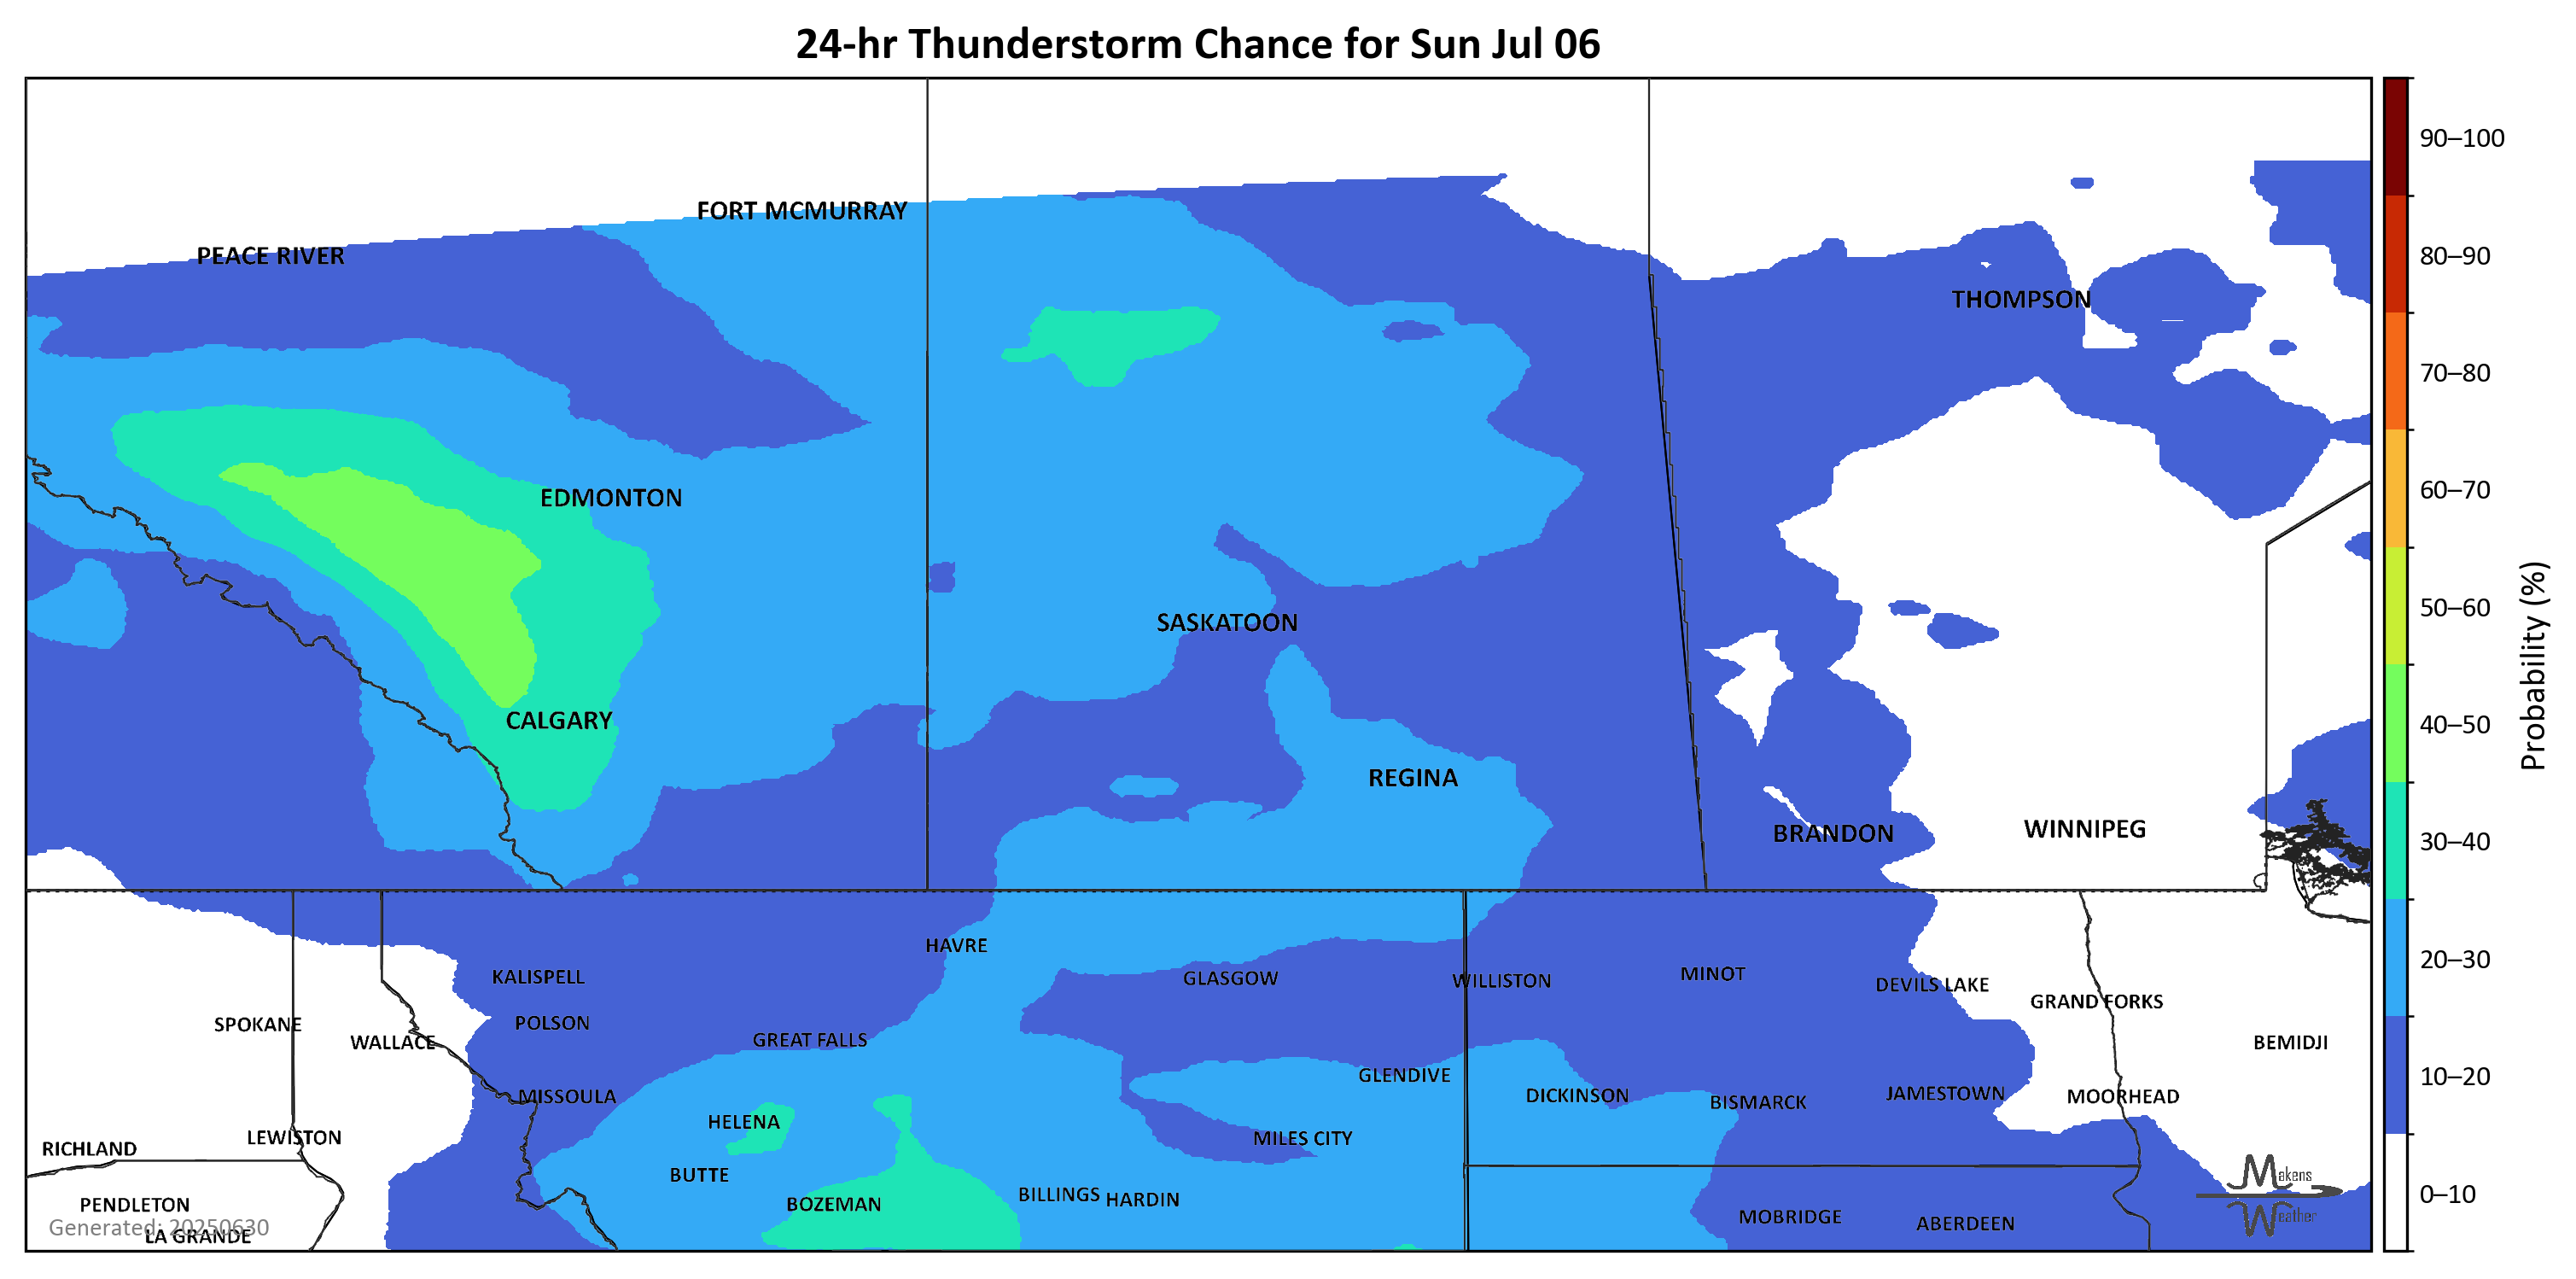 24-hr Thunderstorm Chance for Sun Jul 06
90–100
FORT MCMURRAY
PEACE RIVER
80–90
THOMPSON
70–80
60–70
EDMONTON
50–60
SASKATOON
Probability (%)
CALGARY
40–50
REGINA
BRANDON
WINNIPEG
30–40
HAVRE
20–30
KALISPELL
GLASGOW
WILLISTON
MINOT
DEVILS LAKE
GRAND FORKS
SPOKANE
POLSON
WALLACE
GREAT FALLS
BEMIDJI
GLENDIVE
10–20
MISSOULA
DICKINSON
BISMARCK
JAMESTOWN
MOORHEAD
HELENA
LEWISTON
MILES CITY
RICHLAND
BUTTE
Makens
Weather
0–10
PENDLETON
BOZEMAN
BILLINGS
HARDIN
MOBRIDGE
ABERDEEN
Generated: 20250630
LA GRANDE